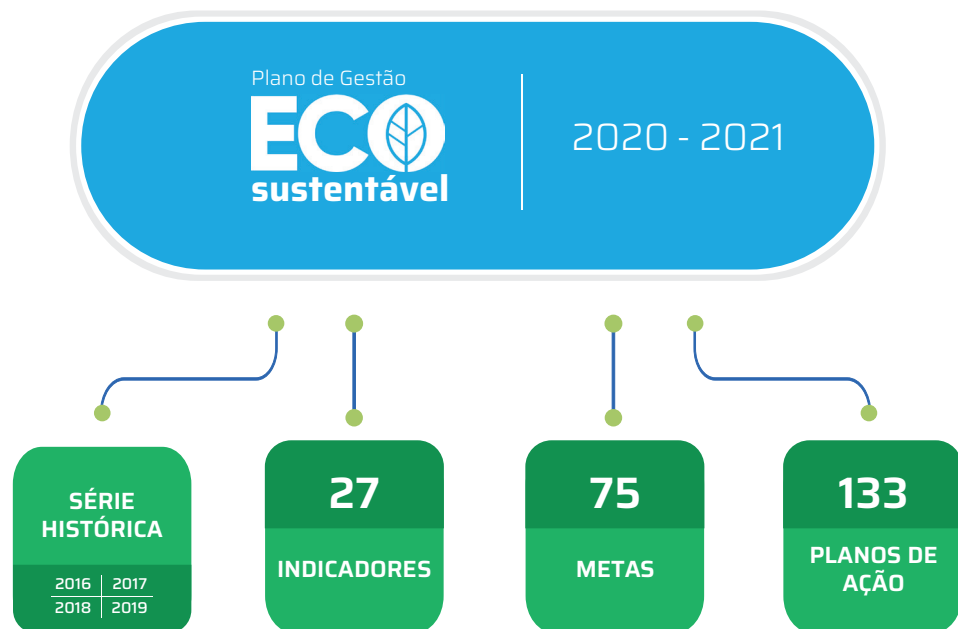 Plano de Gestão
ECO
sustentável
2020 - 2021
SÉRIE
HISTÓRICA
2016 2017
2018 2019
27
INDICADORES
75
METAS
133
PLANOS DE
AÇÃO